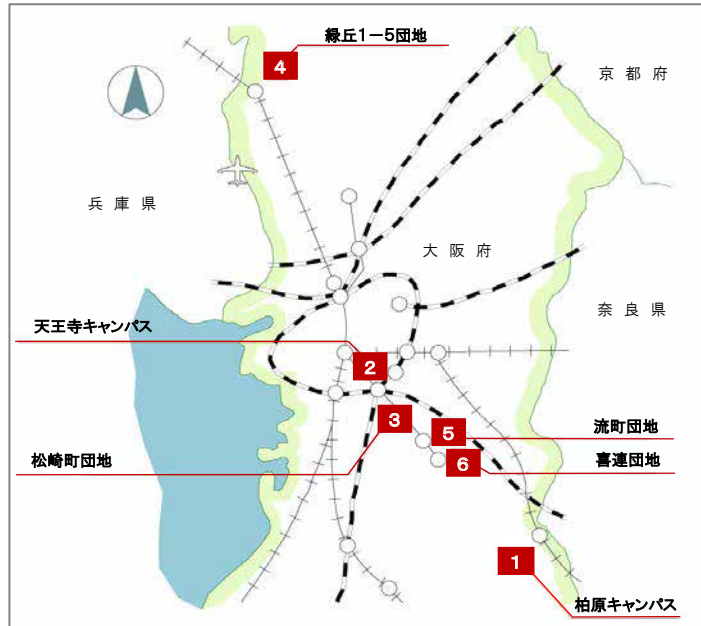 緑丘1-5団地
4
京都府
兵庫県
大阪府
奈良県
天王寺キャンパス
2
3
5
流町団地
松崎町団地
6
喜連団地
1
柏原キャンパス